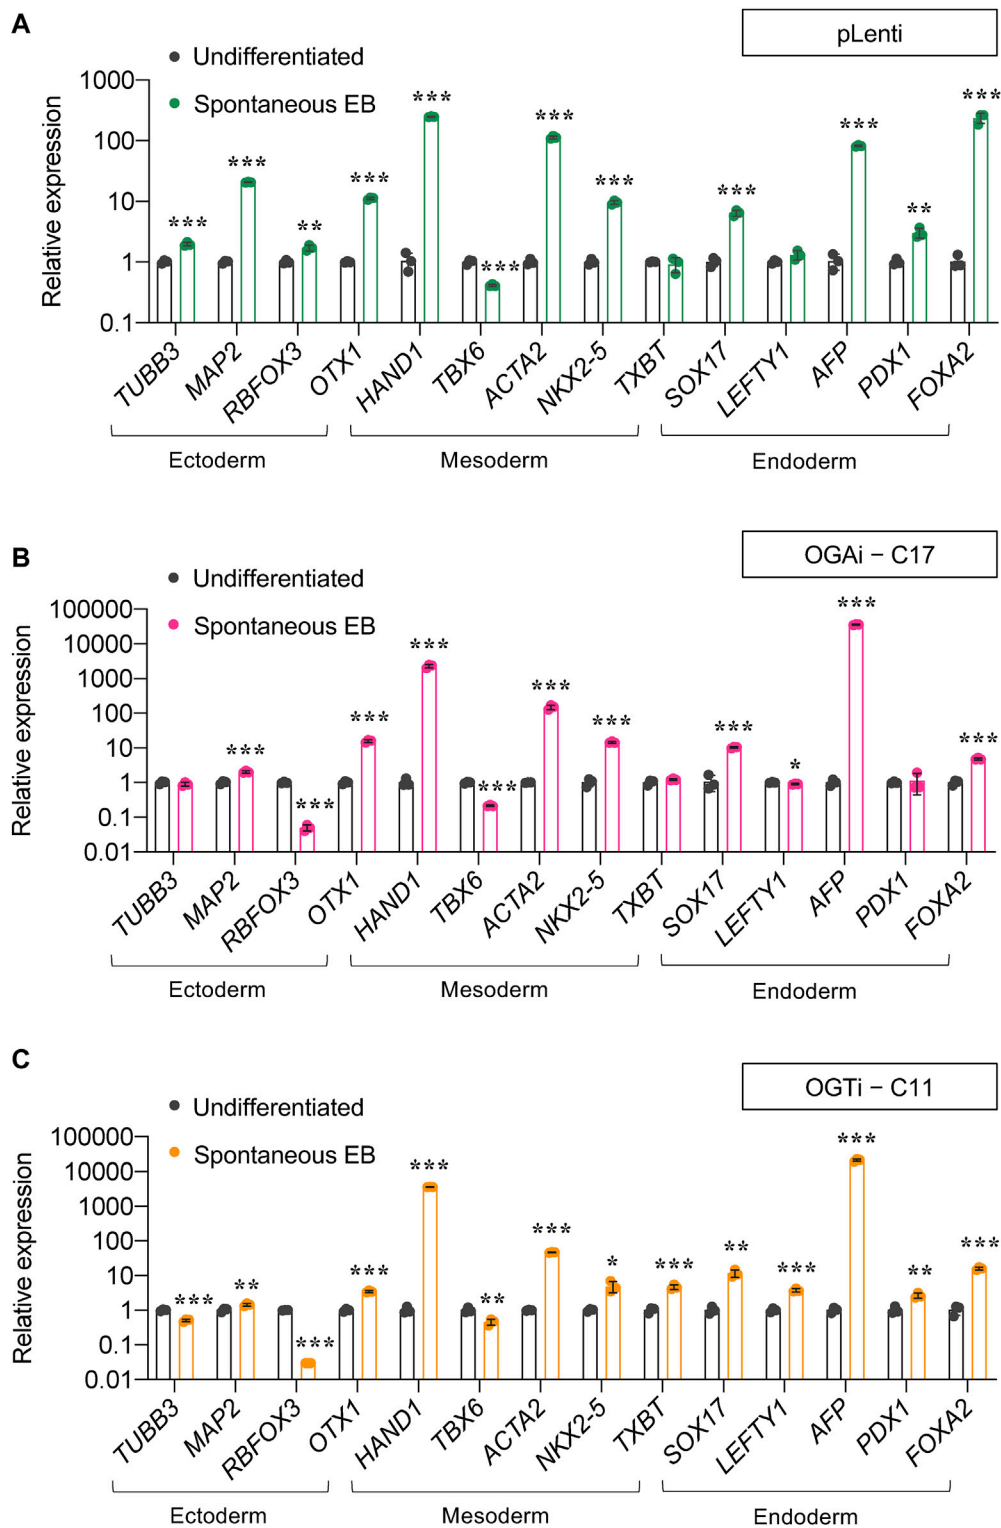 A
pLenti
Undifferentiated
Spontaneous EB
Relative expression
1000
100
10
1
0.1
***
***
**
***
***
***
***
***
***
***
**
***
TUBB3
MAP2
RBFOX3
OTX1
HAND1
TBX6
ACTA2
NKX2-5
TXBT
SOX17
LEFTY1
AFP
PDX1
FOXA2
Ectoderm
Mesoderm
Endoderm
B
OGAi – C17
Undifferentiated
Spontaneous EB
Relative expression
100000
10000
1000
100
10
1
0.1
0.01
***
***
***
***
***
***
***
***
*
***
***
TUBB3
MAP2
RBFOX3
OTX1
HAND1
TBX6
ACTA2
NKX2-5
TXBT
SOX17
LEFTY1
AFP
PDX1
FOXA2
Ectoderm
Mesoderm
Endoderm
C
OGTi – C11
Undifferentiated
Spontaneous EB
Relative expression
100000
10000
1000
100
10
1
0.1
0.01
***
**
***
***
***
**
***
*
***
**
***
***
**
***
TUBB3
MAP2
RBFOX3
OTX1
HAND1
TBX6
ACTA2
NKX2-5
TXBT
SOX17
LEFTY1
AFP
PDX1
FOXA2
Ectoderm
Mesoderm
Endoderm